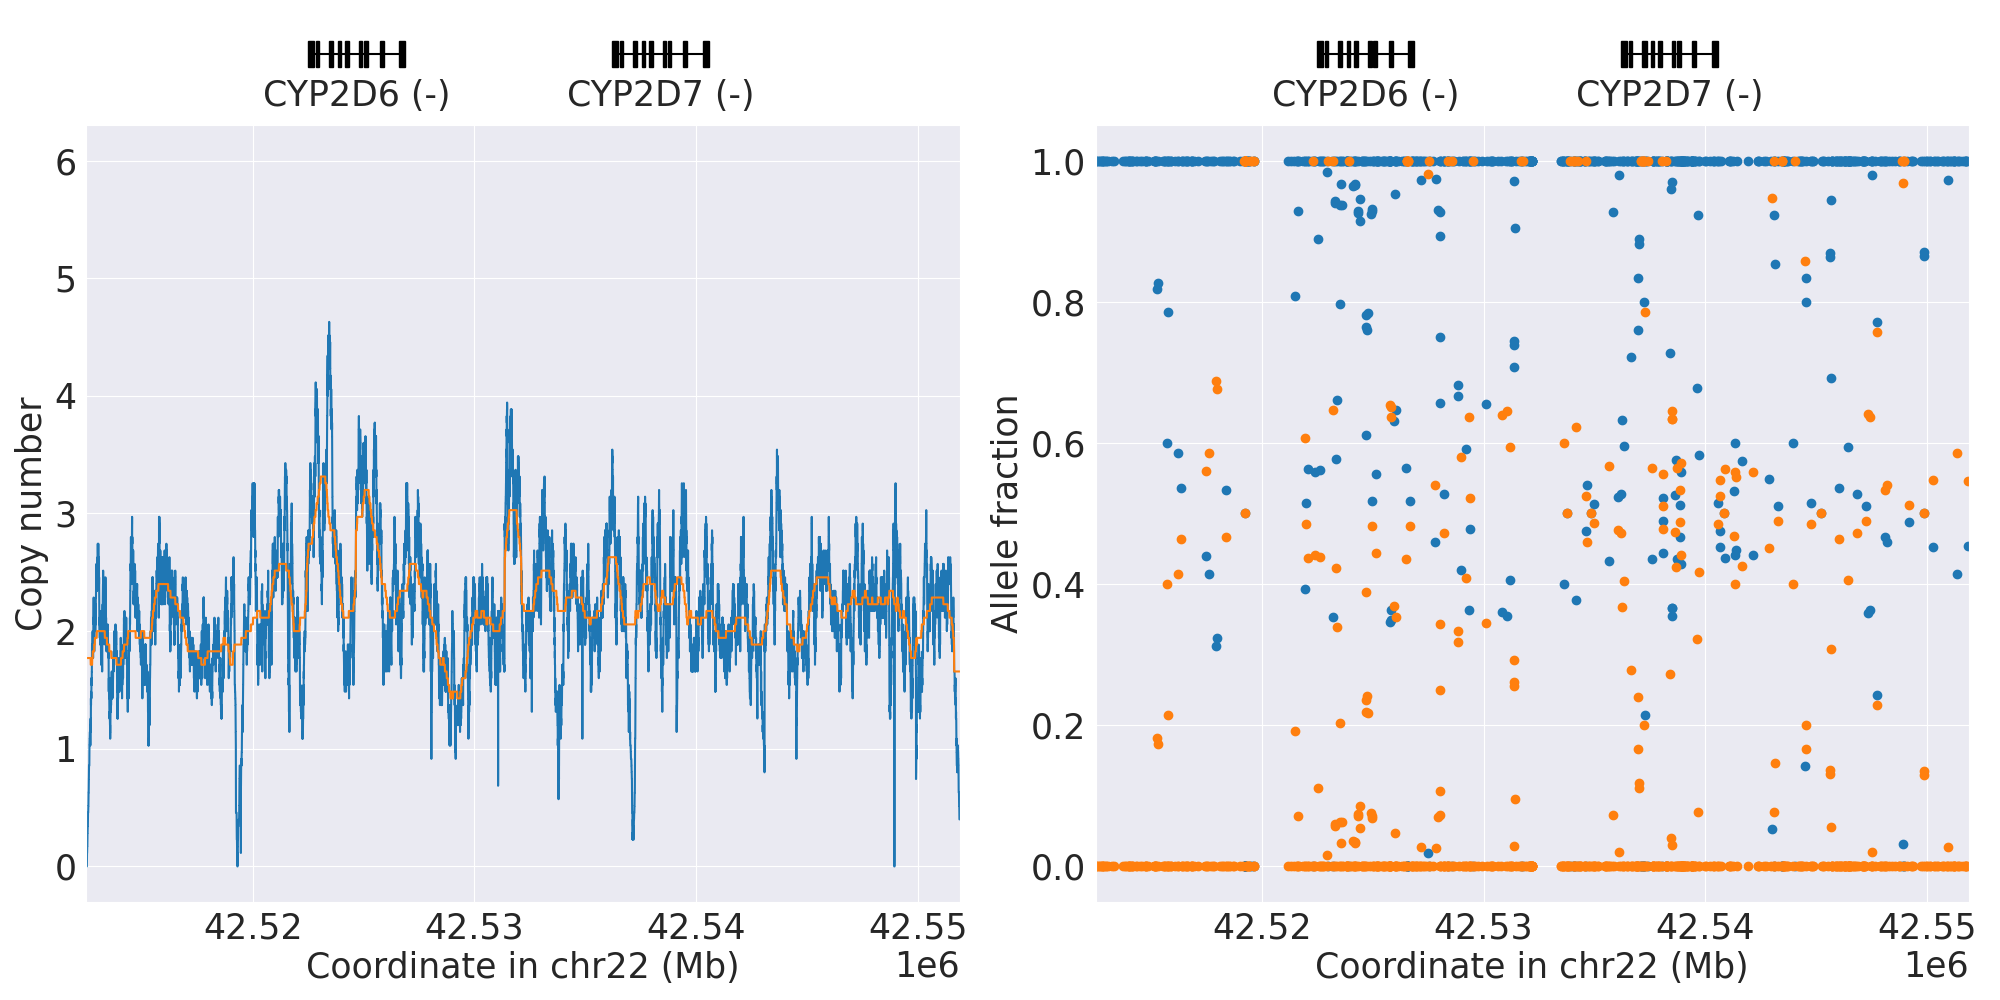 CYP2D6 (-) CYP2D7 (-)
6
5
4
3
2
1
0
Copy number
42.52 42.53 42.54 42.55
Coordinate in chr22 (Mb)
1e6
CYP2D6 (-) CYP2D7 (-)
1.0
0.8
0.6
0.4
0.2
0.0
Allele fraction
42.52 42.53 42.54 42.55
Coordinate in chr22 (Mb)
1e6